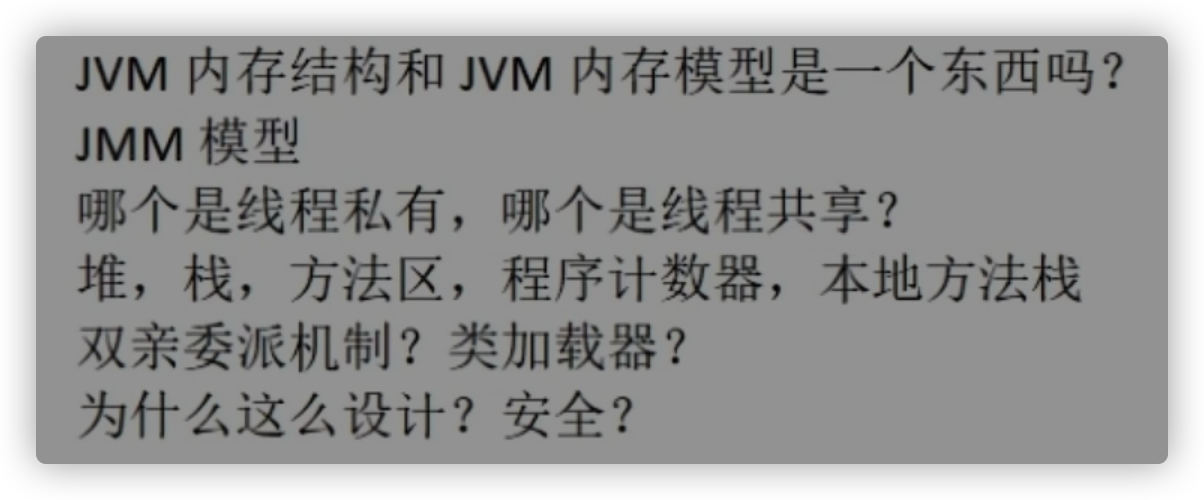 JVM 内存结构和 JVM 内存模型是一个东西吗？
JMM 模型
哪个是线程私有，哪个是线程共享？
堆，栈，方法区，程序计数器，本地方法栈
双亲委派机制？类加载器？
为什么这么设计？安全？